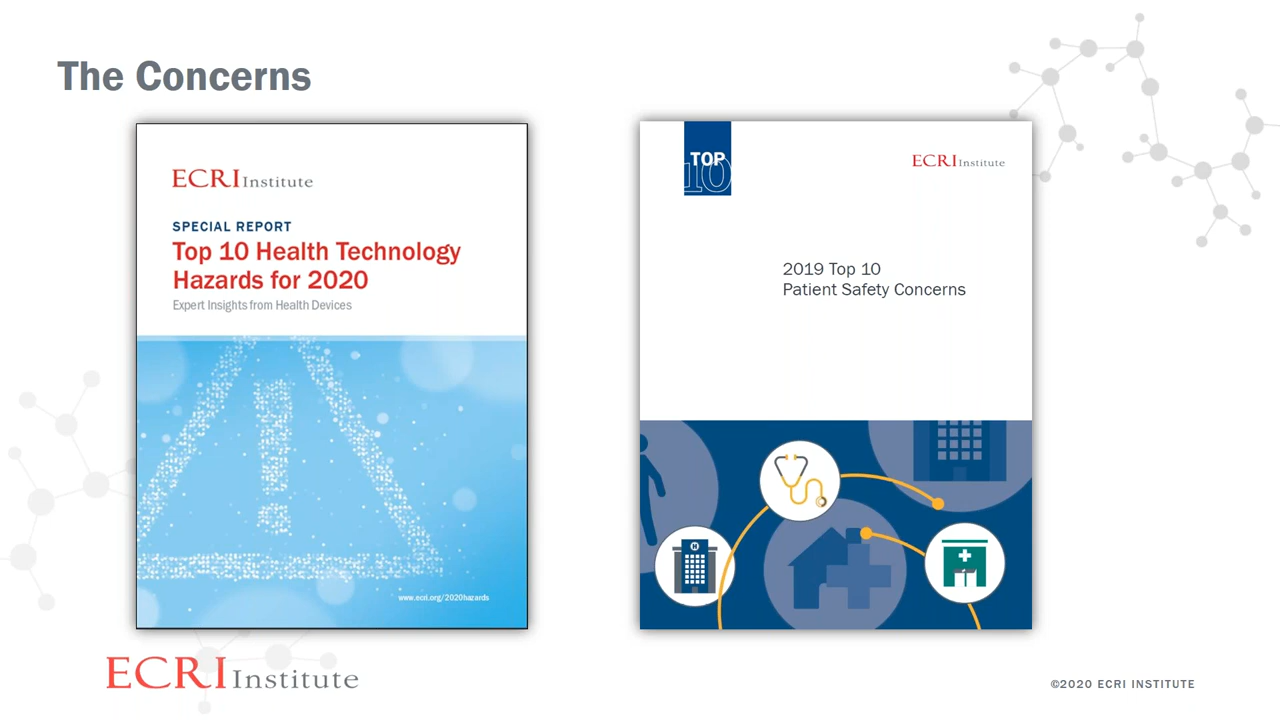 The Concerns
ECRI Institute
SPECIAL REPORT
Top 10 Health Technology
Hazards for 2020
Expert Insights from Health Devices
www.ecri.org/2020hazards
TOP
10
ECRI Institute
2019 Top 10
Patient Safety Concerns
H
ECRI Institute
©2020 ECRI INSTITUTE